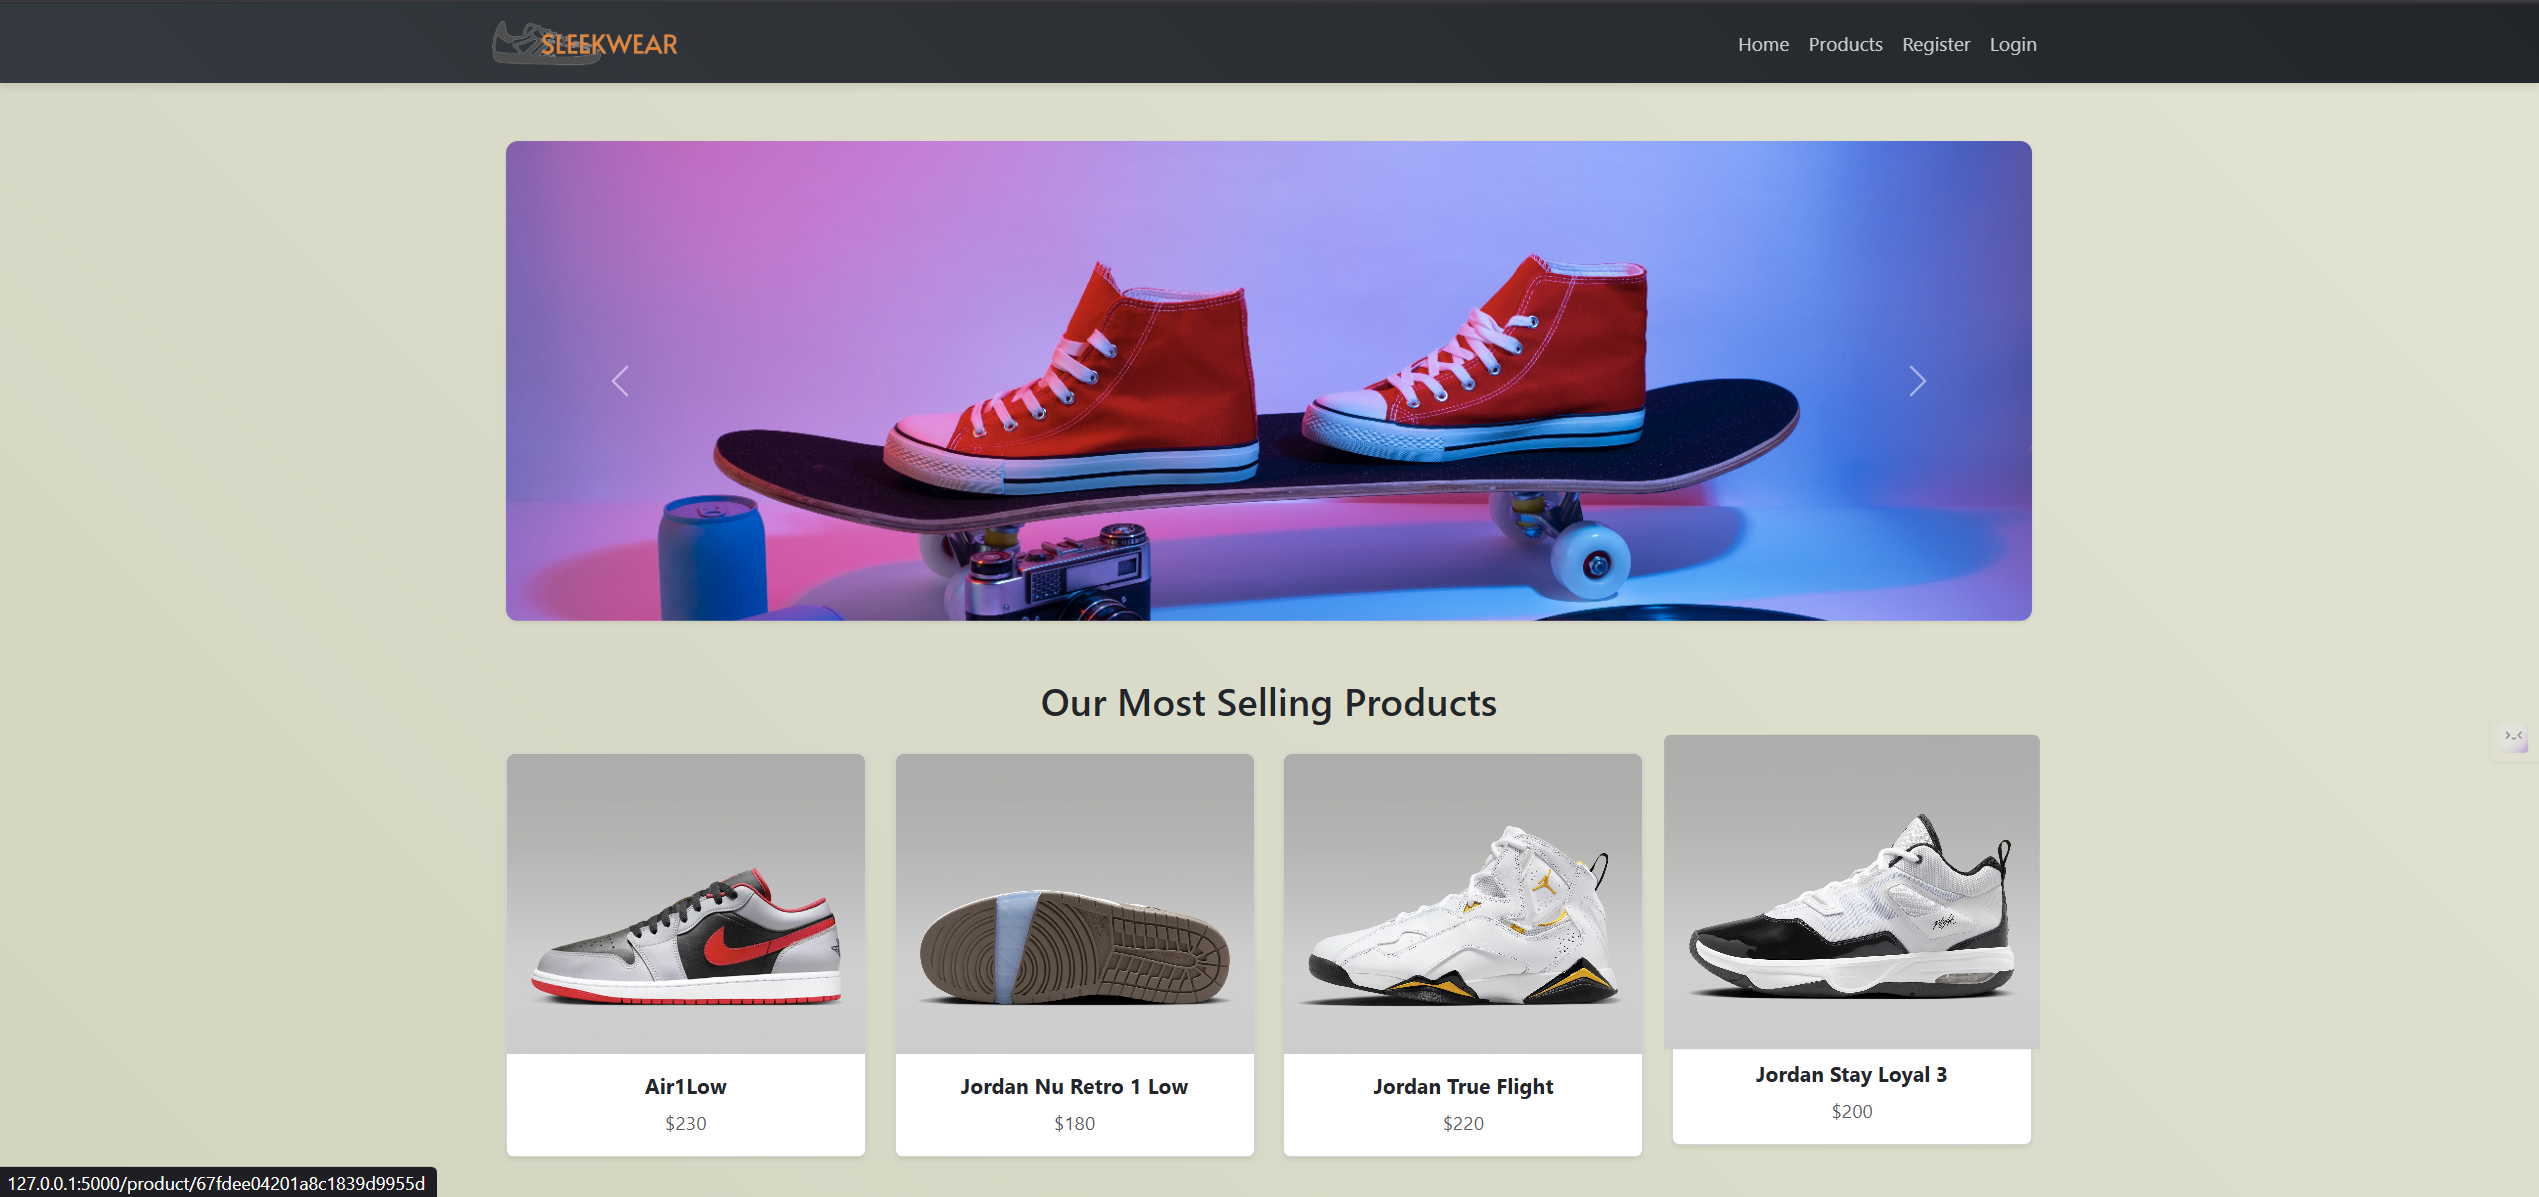 SLEEKWEAR
Home Products Register Login
Our Most Selling Products
Air1Low
$230
Jordan Nu Retro 1 Low
$180
Jordan True Flight
$220
Jordan Stay Loyal 3
$200
127.0.0.1:5000/product/67fdee04201a8c1839d9955d